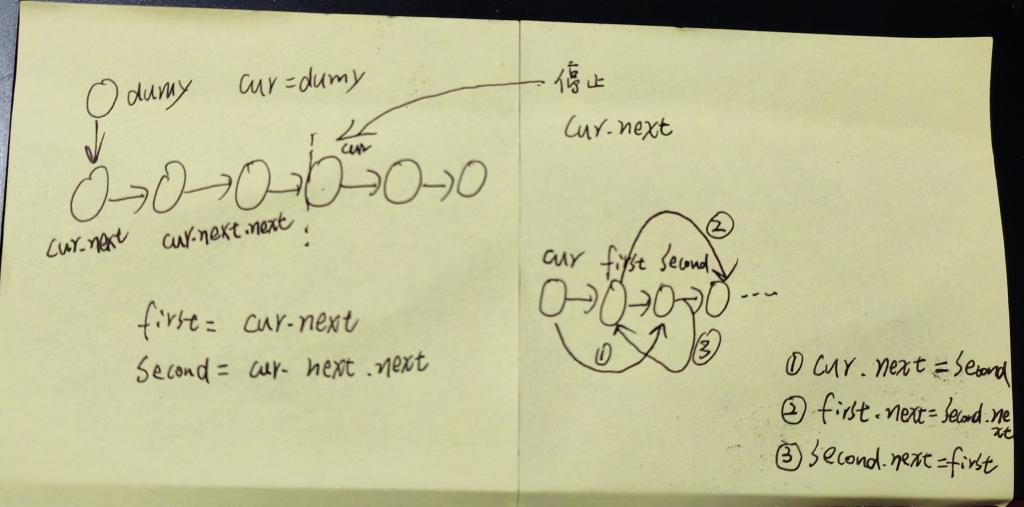 dumy cur = dumy
cur
cur.next cur.next.next
first = cur.next
second = cur.next.next
停止
cur.next
②
cur first second
①
③
① cur.next = second
② first.next = second.ne
xt
③ second.next = first